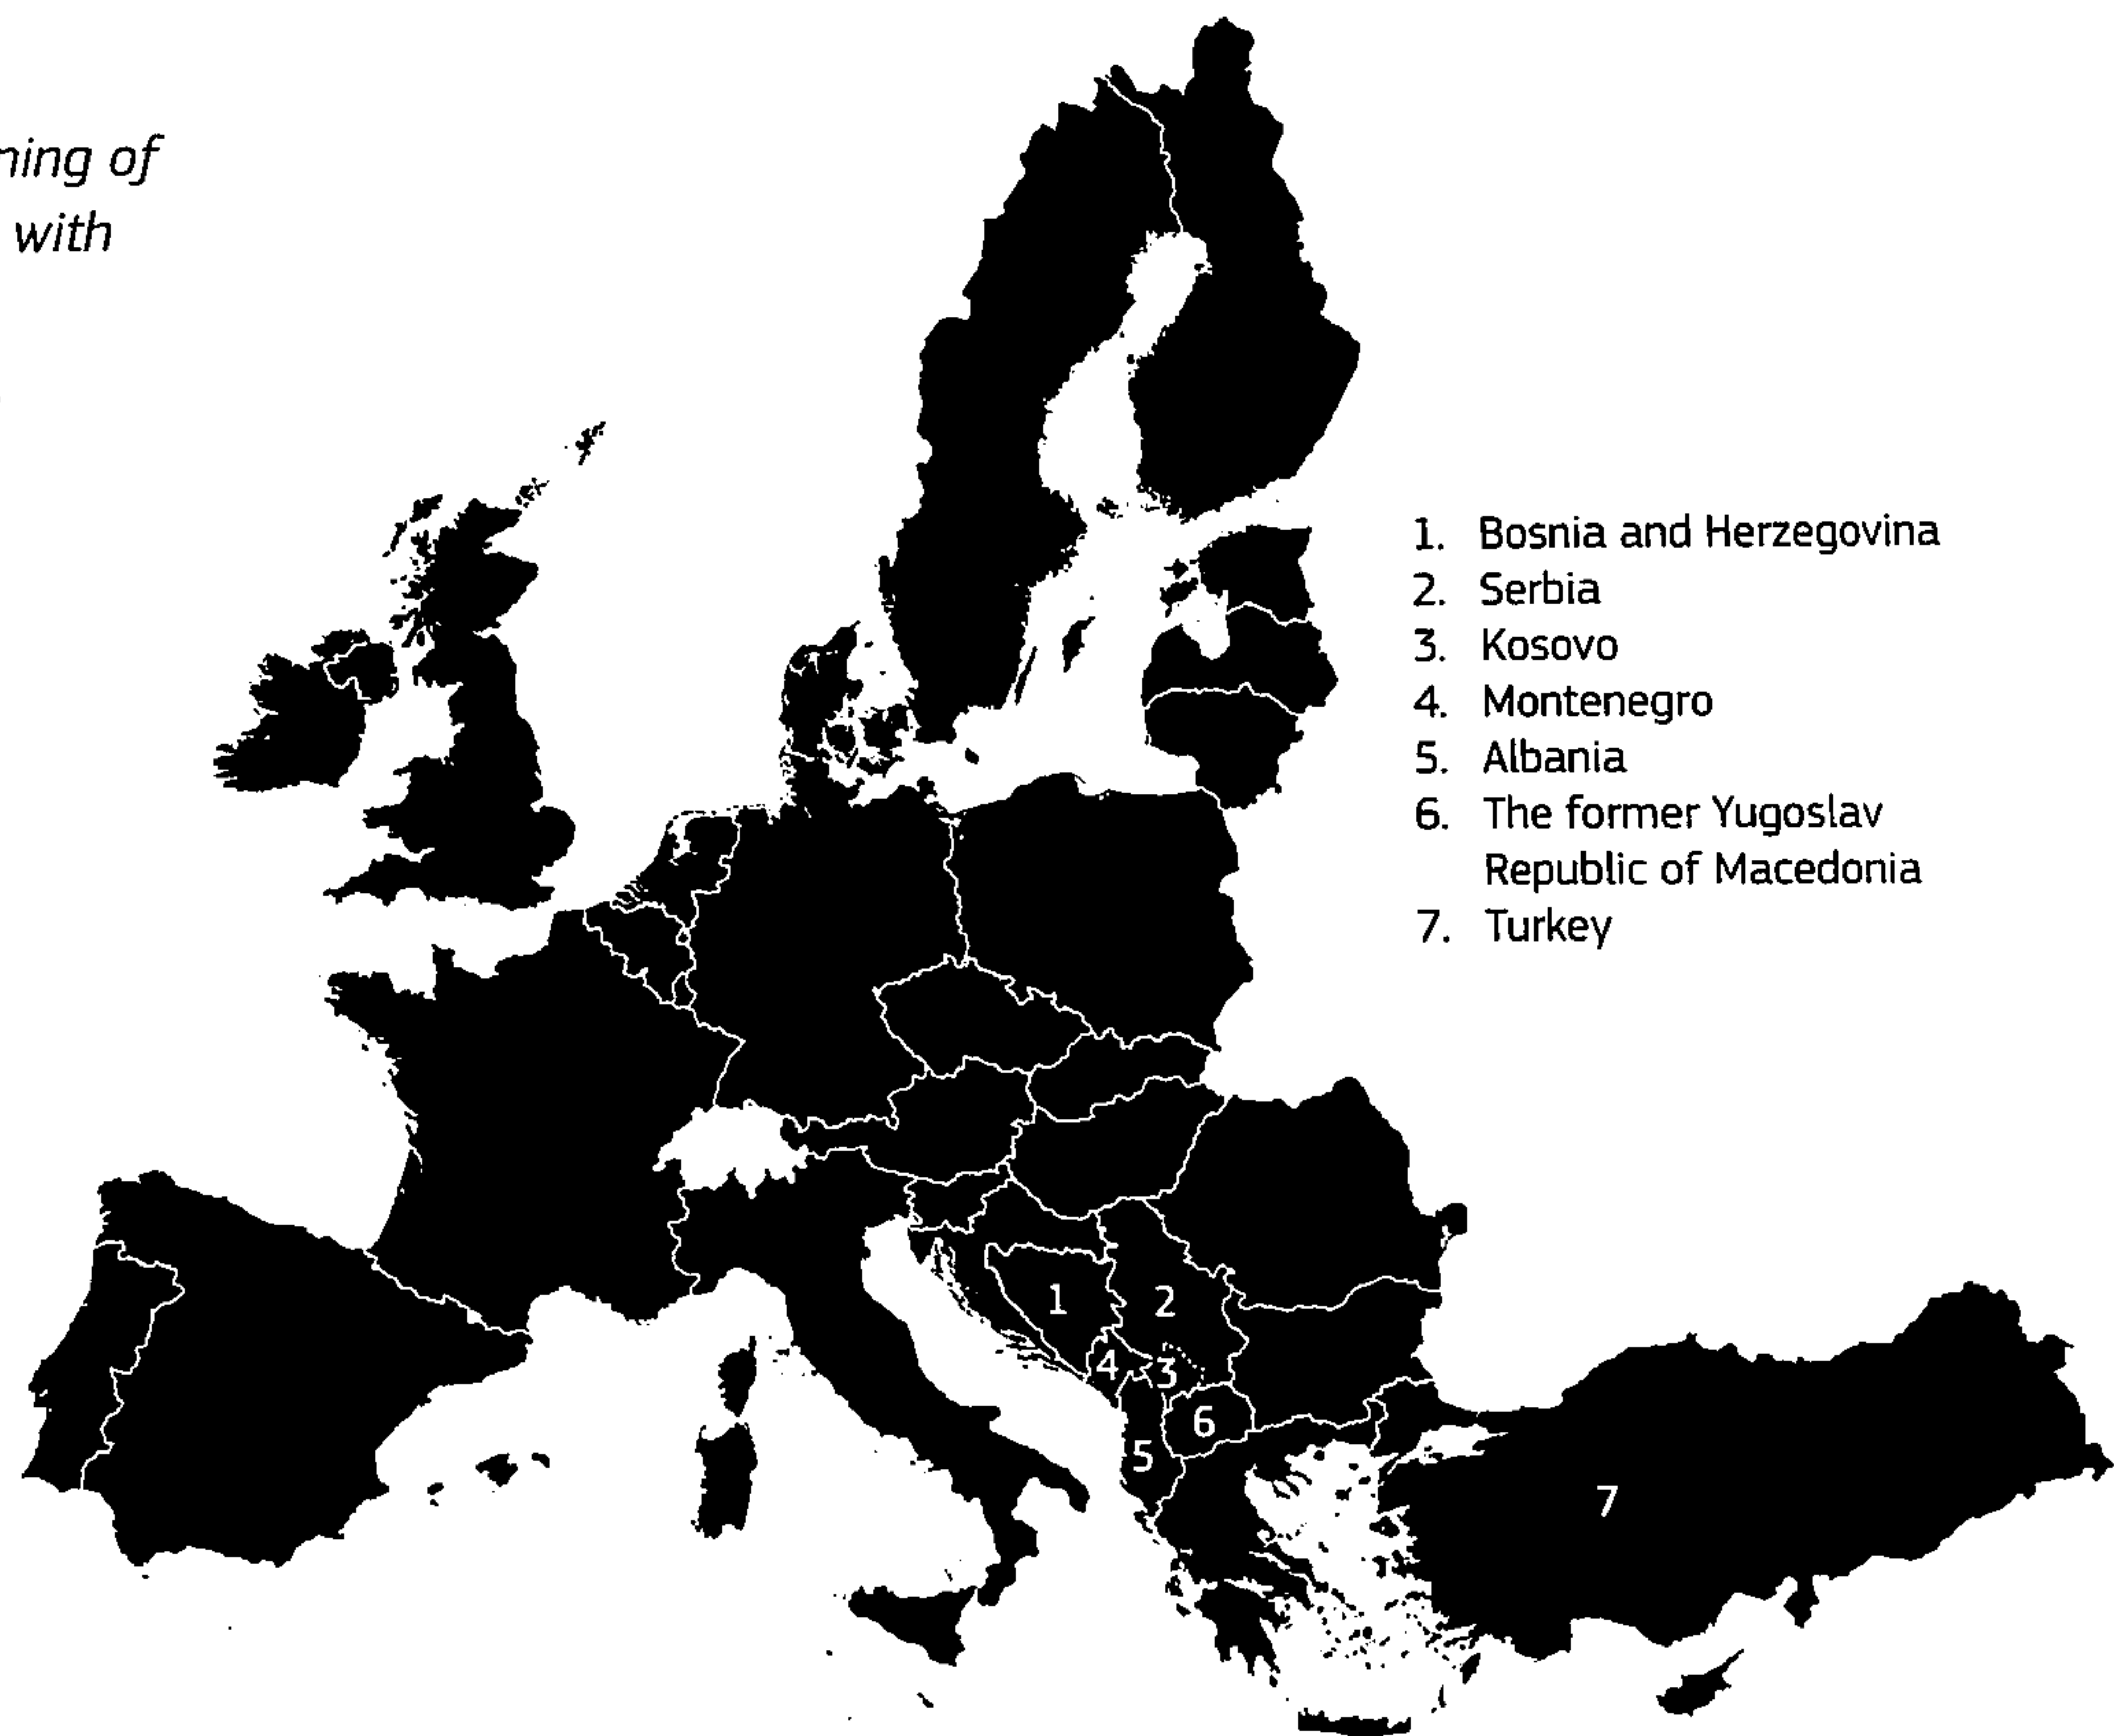 of
with
1. Bosnia and Herzegovina
2. Serbia
3. Kosovo
4. Montenegro
5. Albania
6. The former Yugoslav
Republic of Macedonia
7. Turkey
1
2
4
3
6
5
7